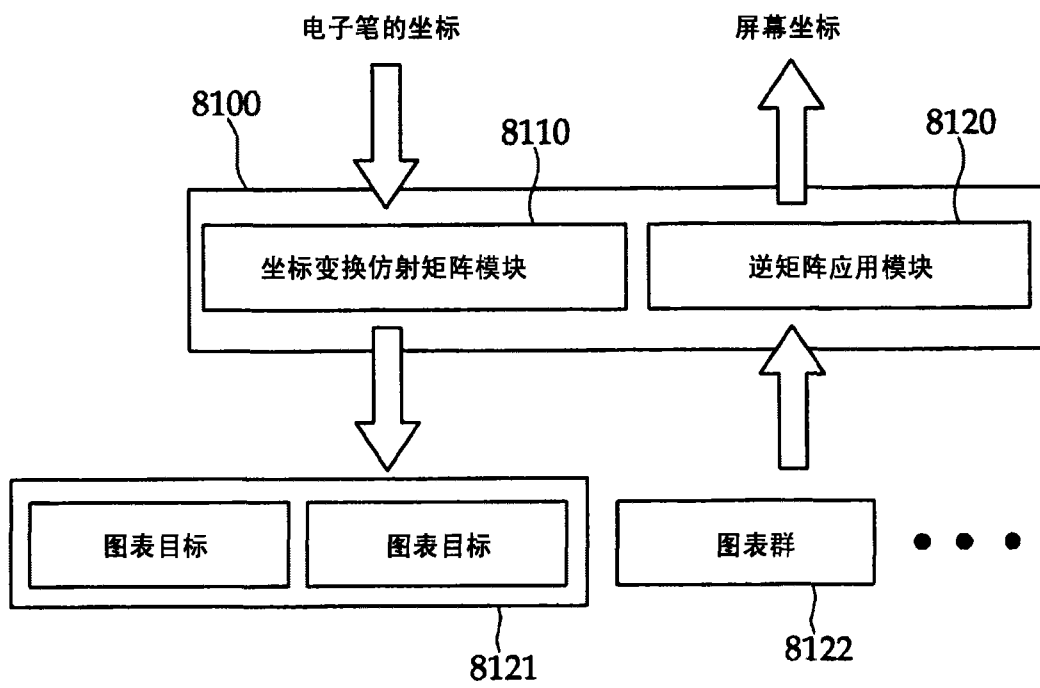 电子笔的坐标
屏幕坐标
8100
8110
8120
坐标变换仿射矩阵模块
逆矩阵应用模块
图表目标
图表目标
图表群
8121
8122